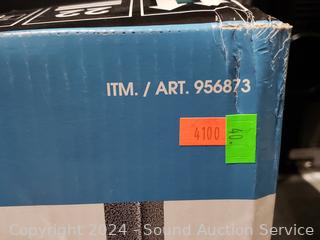 ITM. / ART. 956873
4100
40.
Copyright 2024 - Sound Auction Service